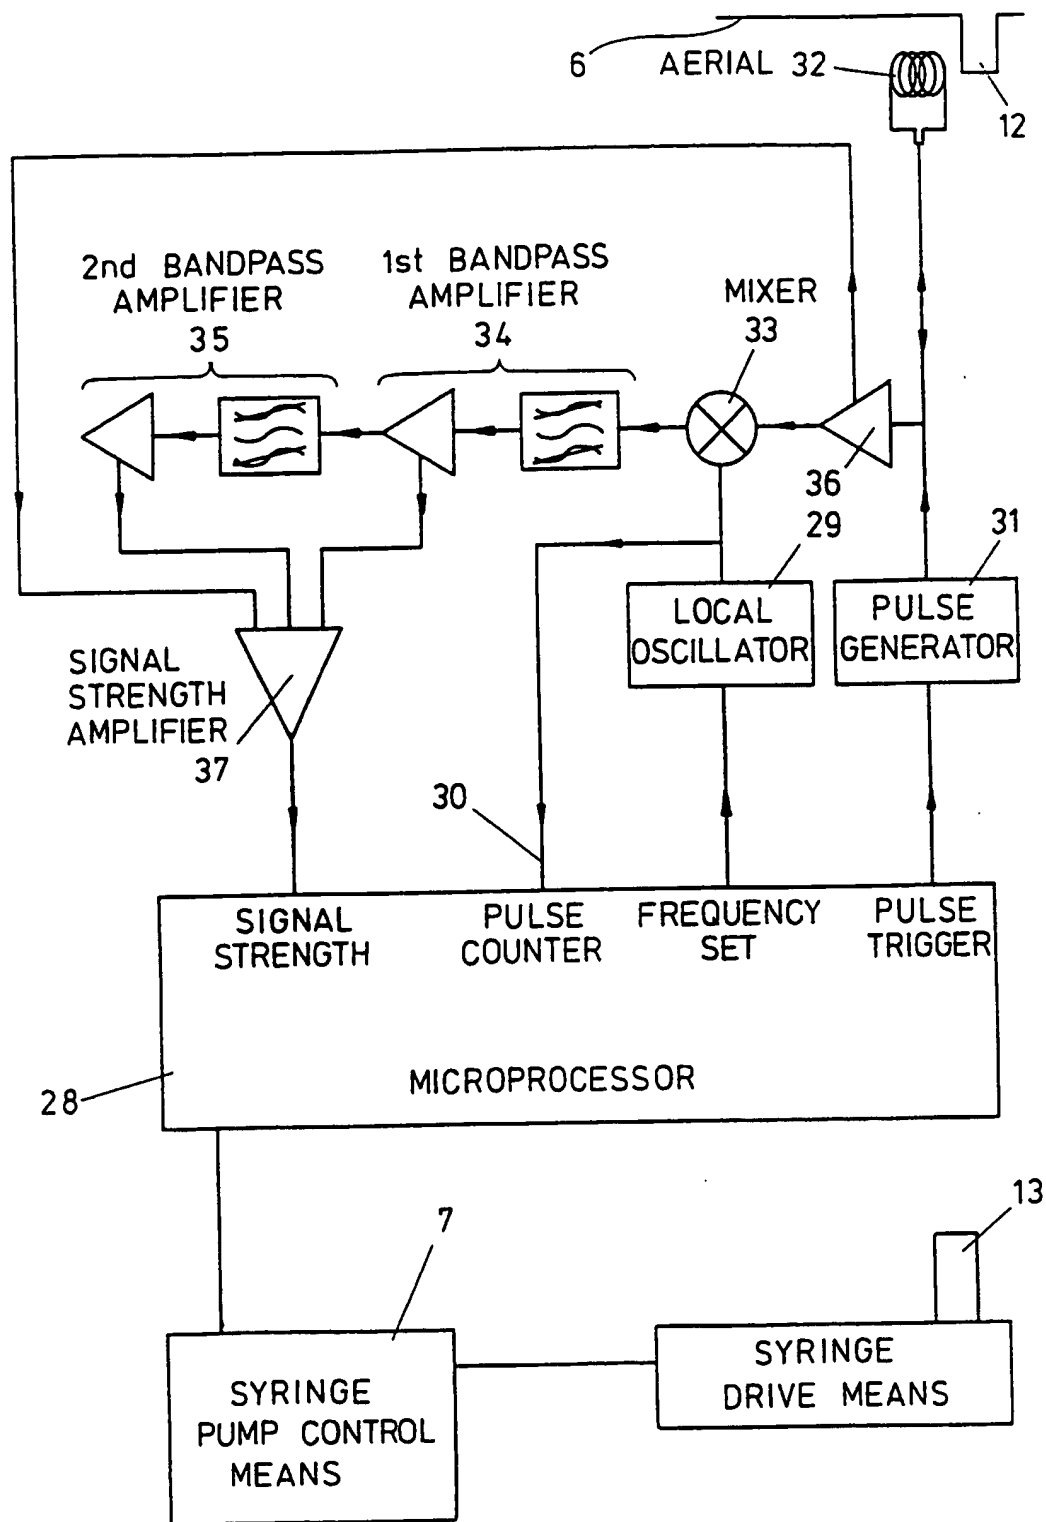 6
AERIAL 32
12
2nd BANDPASS
AMPLIFIER
35
1st BANDPASS
AMPLIFIER
34
MIXER
33
36
29
31
LOCAL
OSCILLATOR
PULSE
GENERATOR
SIGNAL
STRENGTH
AMPLIFIER
37
30
SIGNAL
STRENGTH
PULSE
COUNTER
FREQUENCY
SET
PULSE
TRIGGER
MICROPROCESSOR
28
7
13
SYRINGE
PUMP CONTROL
MEANS
SYRINGE
DRIVE MEANS